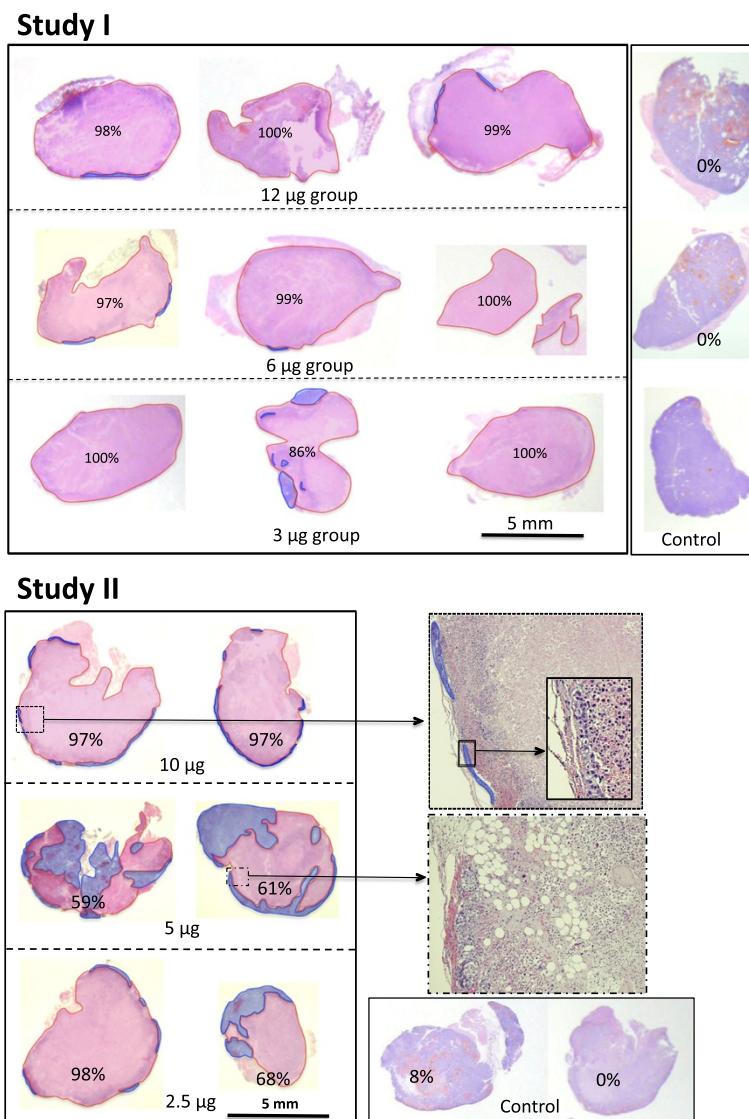 Study I
98%
100%
99%
0%
12 µg group
97%
99%
100%
0%
6 µg group
100%
86%
100%
5 mm
3 µg group
Control
Study II
97%
97%
10 µg
59%
61%
5 µg
98%
68%
2.5 µg
5 mm
8%
0%
Control